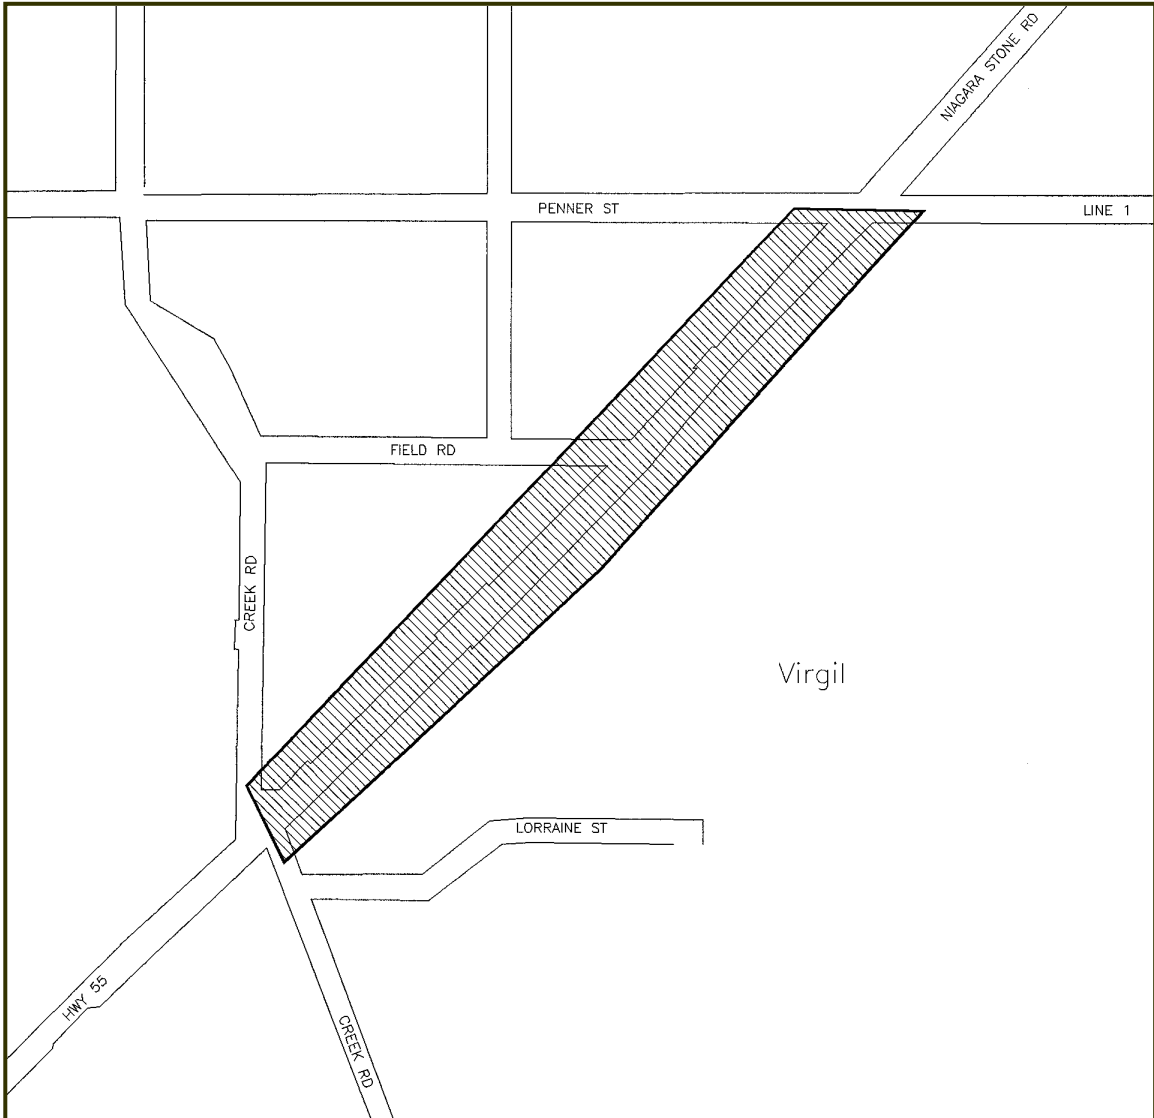 NIAGARA STONE RD
PENNER ST
LINE 1
FIELD RD
CREEK RD
Virgil
LORRAINE ST
HWY 55
CREEK RD